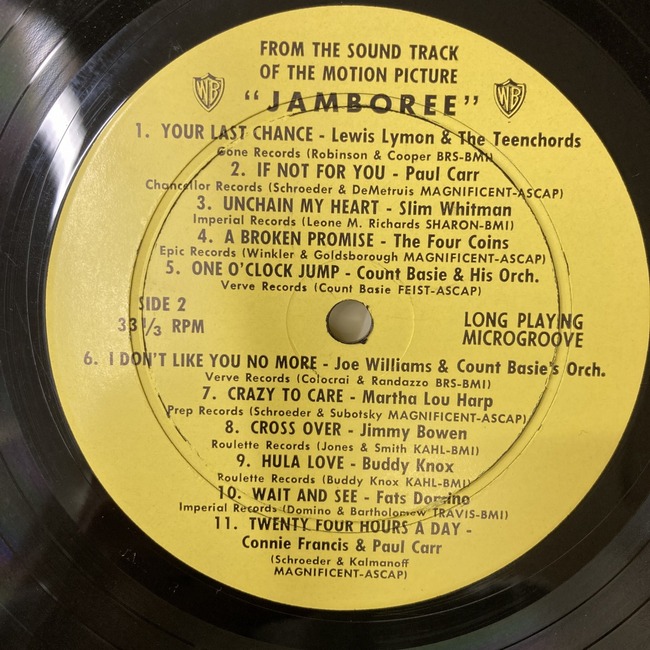 FROM THE SOUND TRACK
OF THE MOTION PICTURE
WB "JAMBOREE" WB
1. YOUR LAST CHANCE - Lewis Lymon & The Teenchords
Gone Records (Robinson & Cooper BRS-BMI)
2. IF NOT FOR YOU - Paul Carr
Chancellor Records (Schroeder & DeMetruis MAGNIFICENT-ASCAP)
3. UNCHAIN MY HEART - Slim Whitman
Imperial Records (Leone M. Richards SHARON-BMI)
4. A BROKEN PROMISE - The Four Coins
Epic Records (Winkler & Goldsborough MAGNIFICENT-ASCAP)
5. ONE O'CLOCK JUMP - Count Basie & His Orch.
Verve Records (Count Basie FEIST-ASCAP)
SIDE 2
33 1/3 RPM
LONG PLAYING
MICROGROOVE
6. I DON'T LIKE YOU NO MORE - Joe Williams & Count Basie's Orch.
Verve Records (Colocrai & Randazzo BRS-BMI)
7. CRAZY TO CARE - Martha Lou Harp
Prep Records (Schroeder & Subotsky MAGNIFICENT-ASCAP)
8. CROSS OVER - Jimmy Bowen
Roulette Records (Jones & Smith KAHL-BMI)
9. HULA LOVE - Buddy Knox
Roulette Records (Buddy Knox KAHL-BMI)
10. WAIT AND SEE - Fats Domino
Imperial Records (Domino & Bartholomew TRAVIS-BMI)
11. TWENTY FOUR HOURS A DAY -
Connie Francis & Paul Carr
(Schroeder & Kalmanoff
MAGNIFICENT-ASCAP)